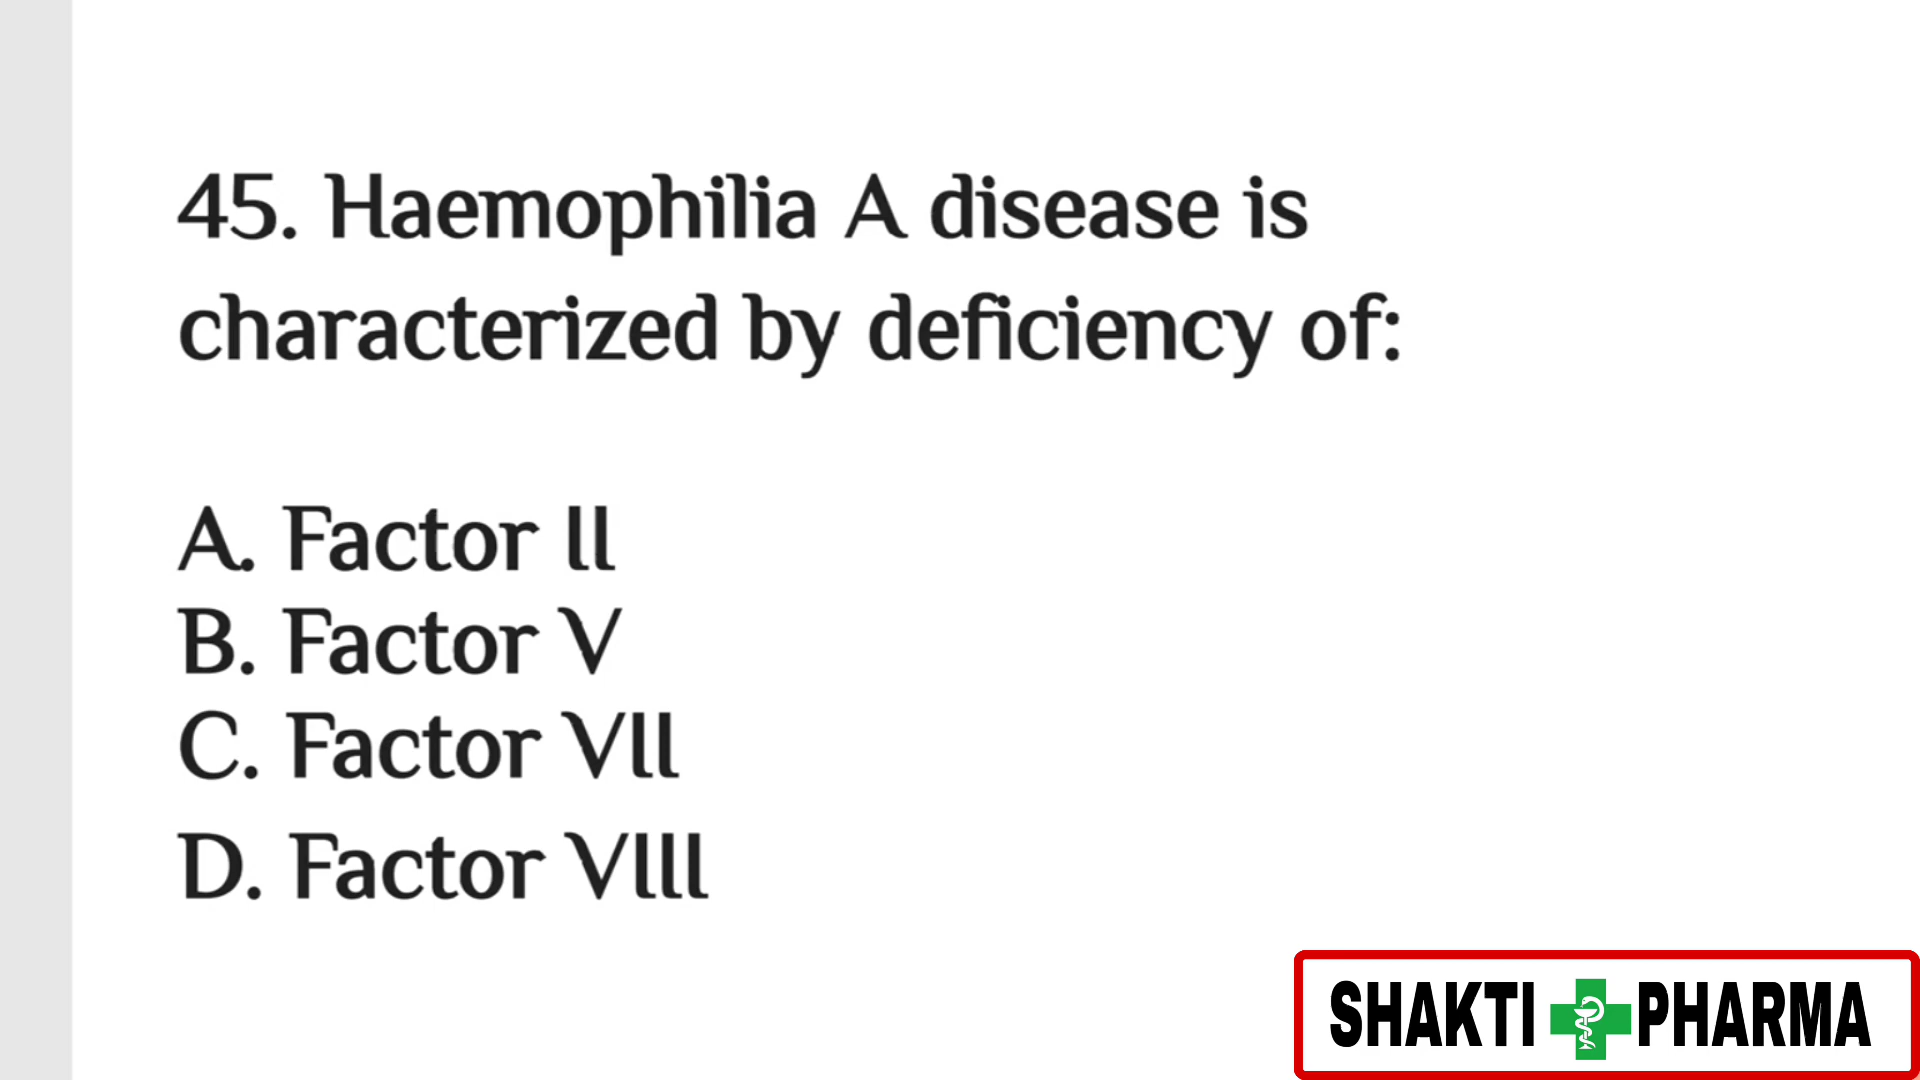 45. Haemophilia A disease is
characterized by deficiency of:
A. Factor II
B. Factor V
C. Factor VII
D. Factor VIII
SHAKTI PHARMA